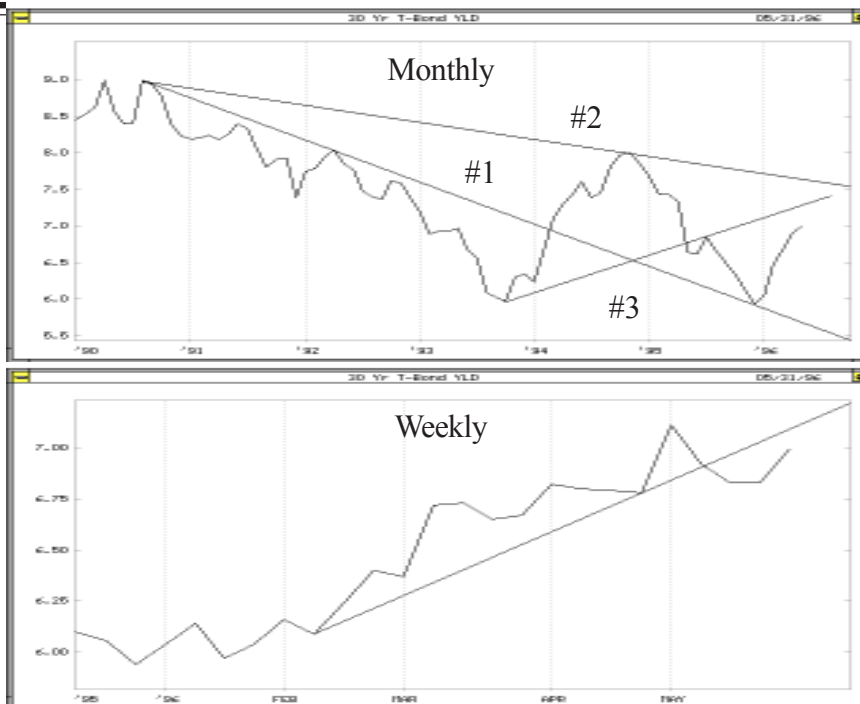 30 Yr T-Bond YLD 05/31/96
Monthly
9.0
8.5
8.0
7.5
7.0
6.5
6.0
5.5
#2
#1
#3
'90 '91 '92 '93 '94 '95 '96
30 Yr T-Bond YLD 05/31/96
Weekly
7.00
6.75
6.50
6.25
6.00
'95 '96 FEB MAR APR MAY